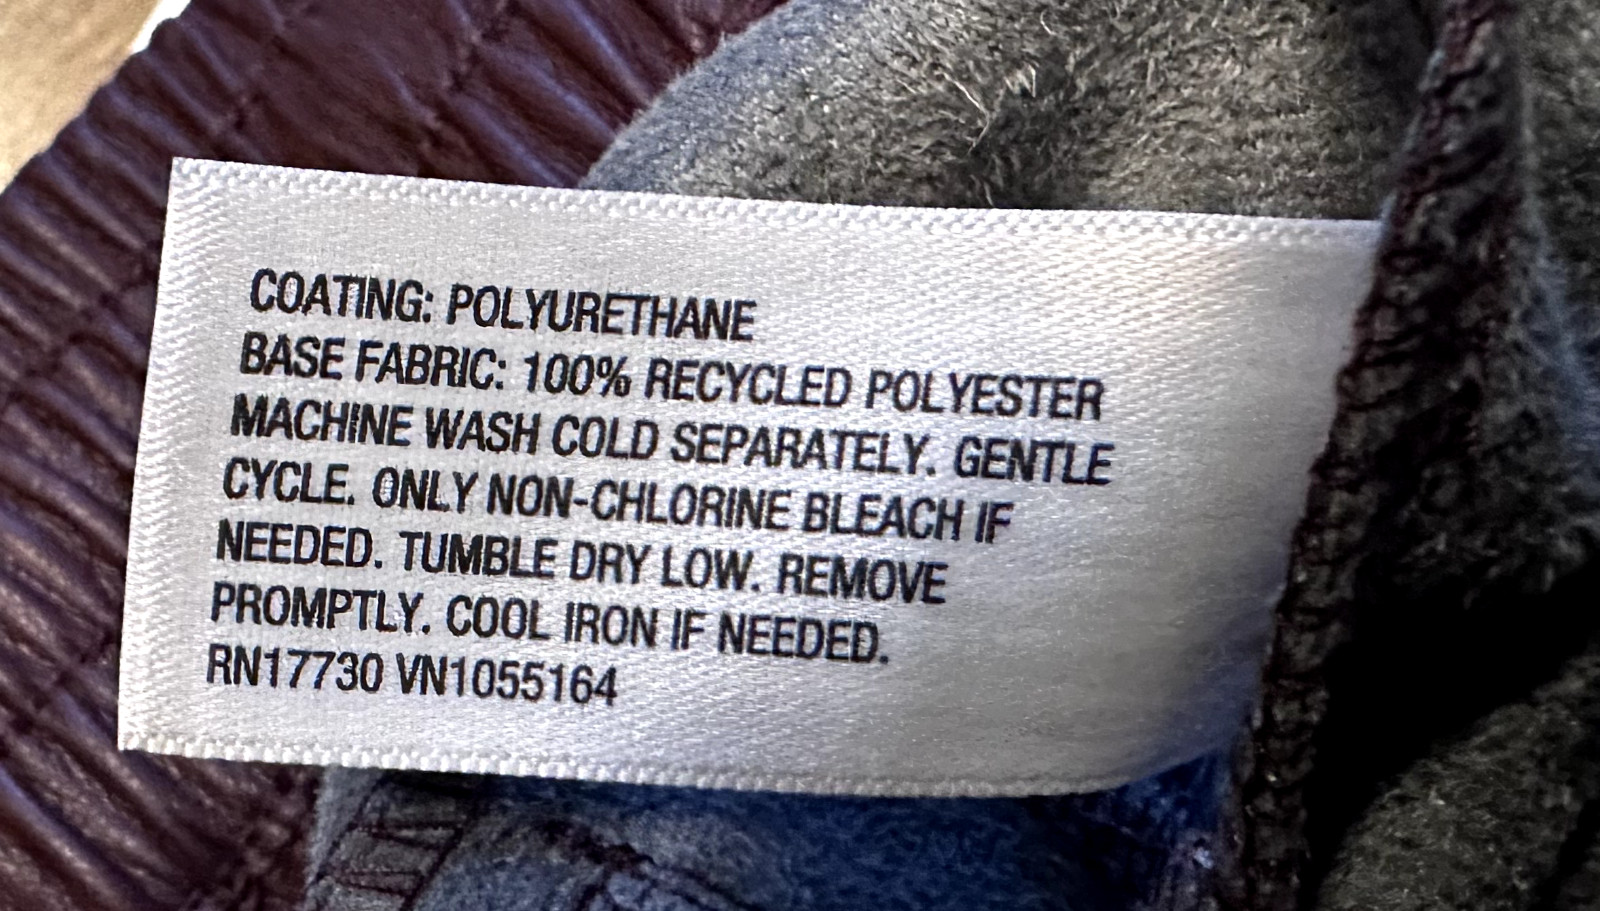 COATING: POLYURETHANE
BASE FABRIC: 100% RECYCLED POLYESTER
MACHINE WASH COLD SEPARATELY. GENTLE
CYCLE. ONLY NON-CHLORINE BLEACH IF
NEEDED. TUMBLE DRY LOW. REMOVE
PROMPTLY. COOL IRON IF NEEDED.
RN17730 VN1055164